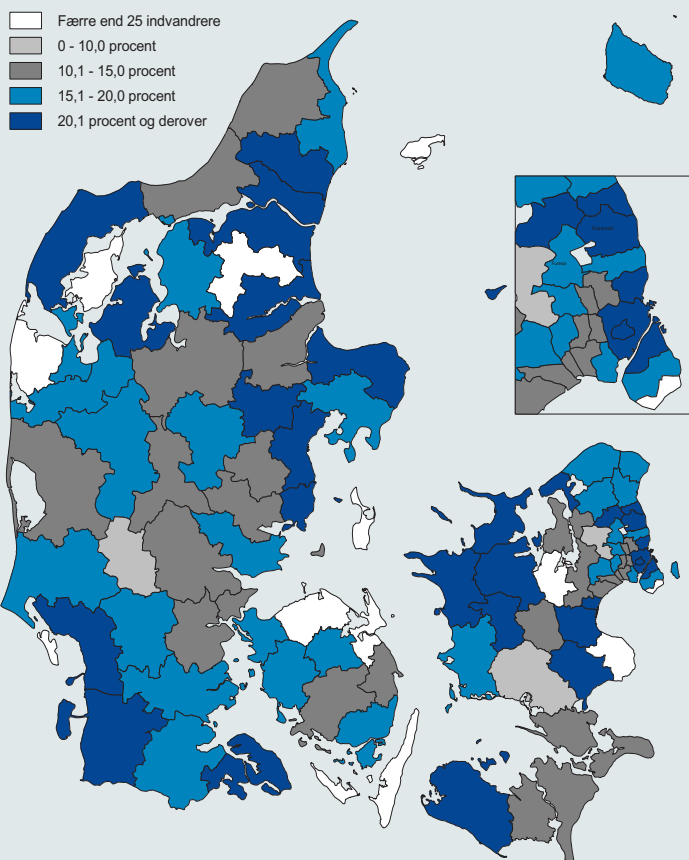 Færre end 25 indvandrere
0 - 10,0 procent
10,1 - 15,0 procent
15,1 - 20,0 procent
20,1 procent og derover